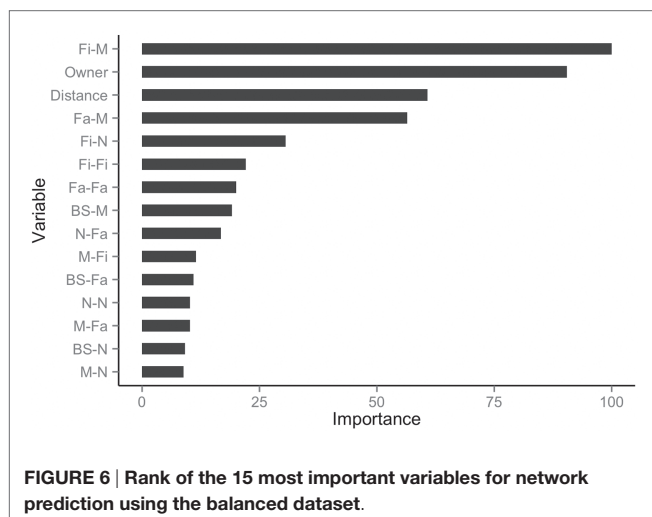 Fi-M
Owner
Distance
Fa-M
Fi-N
Fi-Fi
Fa-Fa
BS-M
N-Fa
M-Fi
BS-Fa
N-N
M-Fa
BS-N
M-N
Variable
0 25 50 75 100
Importance
FIGURE 6 | Rank of the 15 most important variables for network
prediction using the balanced dataset.